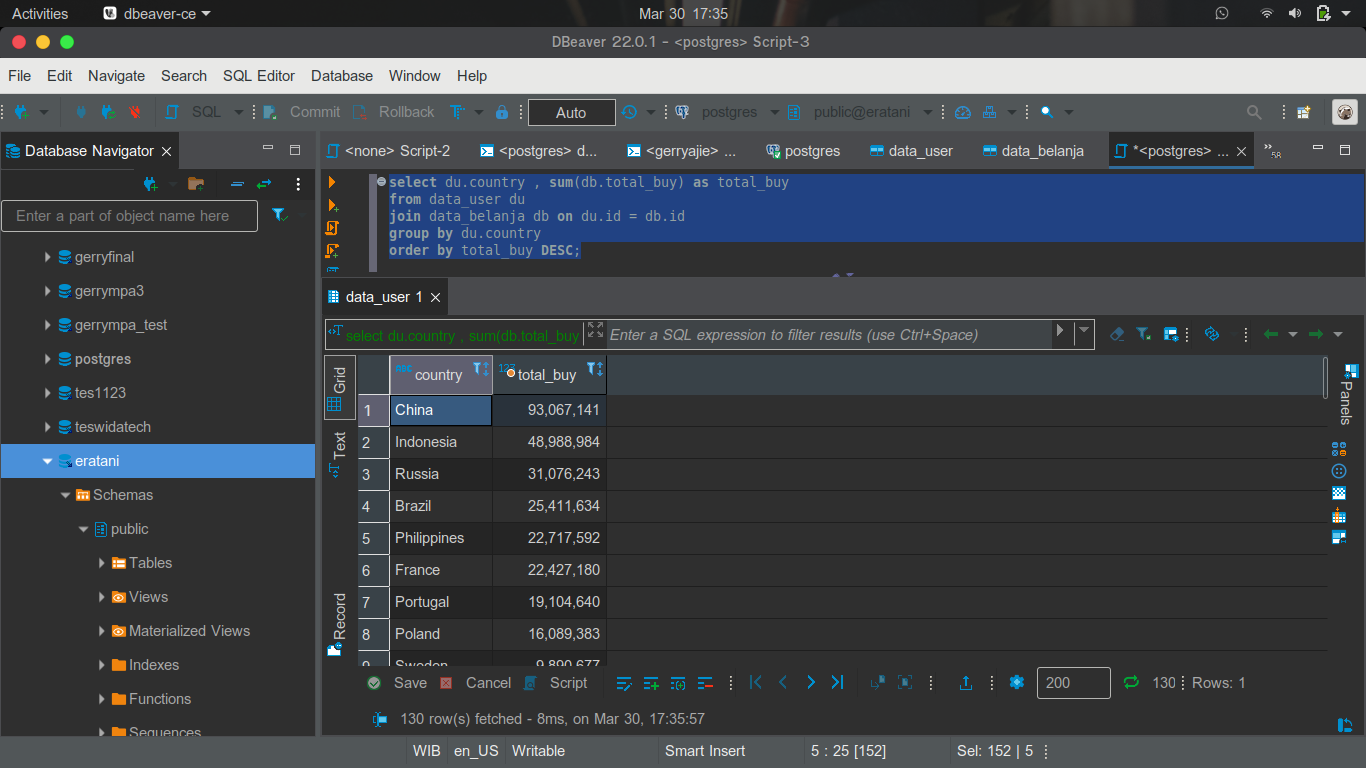 Activities dbeaver-ce Mar 30 17:35
DBeaver 22.0.1 - <postgres> Script-3
File Edit Navigate Search SQL Editor Database Window Help
SQL Commit Rollback Auto postgres public@eratani
Database Navigator
<none> Script-2 <postgres> d... <gerryajie> ... postgres data_user data_belanja *<postgres> ... »58
Enter a part of object name here
gerryfinal
gerrympa3
gerrympa_test
postgres
tes1123
teswidatech
eratani
Schemas
public
Tables
Views
Materialized Views
Indexes
Functions
Sequences
select du.country , sum(db.total_buy) as total_buy
from data_user du
join data_belanja db on du.id = db.id
group by du.country
order by total_buy DESC;
data_user 1
select du.country , sum(db.total_buy Enter a SQL expression to filter results (use Ctrl+Space)
Grid
Text
Record
Panels
country 123 total_buy
1 China 93,067,141
2 Indonesia 48,988,984
3 Russia 31,076,243
4 Brazil 25,411,634
5 Philippines 22,717,592
6 France 22,427,180
7 Portugal 19,104,640
8 Poland 16,089,383
9 Sweden 9,890,677
Save Cancel Script 200 130 Rows: 1
130 row(s) fetched - 8ms, on Mar 30, 17:35:57
WIB en_US Writable Smart Insert 5 : 25 [152] Sel: 152 | 5